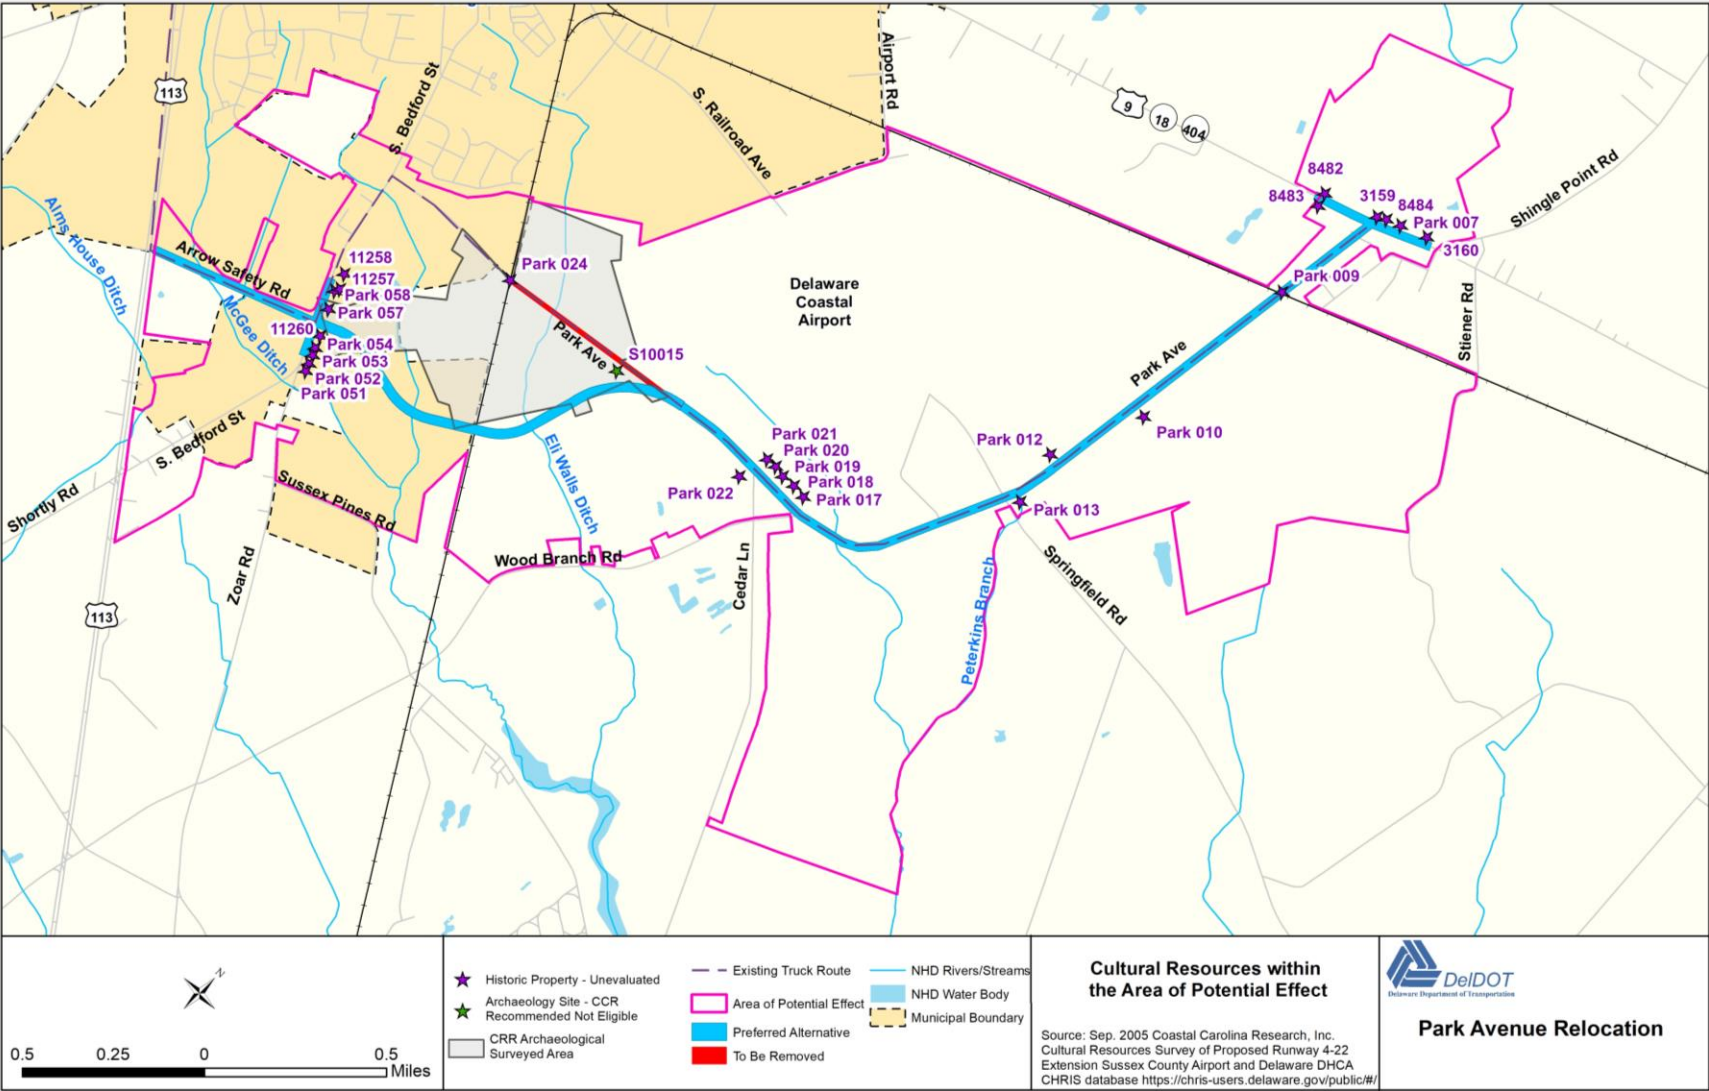 113
S. Bedford St
Airport Rd
S. Railroad Ave
9
18
404
Shingle Point Rd
8482
8483
3159
8484
Park 007
3160
Alms House Ditch
Arrow Safety Rd
McGee Ditch
11258
11257
Park 058
Park 057
11260
Park 054
Park 053
Park 052
Park 051
Park 024
Park Ave
S10015
Delaware
Coastal
Airport
Park 009
Stiener Rd
Park Ave
Park 010
Park 012
Park 013
Park 021
Park 020
Park 019
Park 018
Park 017
Park 022
Eli Walls Ditch
S. Bedford St
Shortly Rd
Sussex Pines Rd
Zoar Rd
Wood Branch Rd
Cedar Ln
Peterkins Branch
Springfield Rd
113
N
0.5 0.25 0 0.5
Miles
Historic Property - Unevaluated
Archaeology Site - CCR
Recommended Not Eligible
CRR Archaeological
Surveyed Area
Existing Truck Route
Area of Potential Effect
Preferred Alternative
To Be Removed
NHD Rivers/Streams
NHD Water Body
Municipal Boundary
Cultural Resources within
the Area of Potential Effect
Source: Sep. 2005 Coastal Carolina Research, Inc.
Cultural Resources Survey of Proposed Runway 4-22
Extension Sussex County Airport and Delaware DHCA
CHRIS database https://chris-users.delaware.gov/public/#/
DelDOT
Delaware Department of Transportation
Park Avenue Relocation